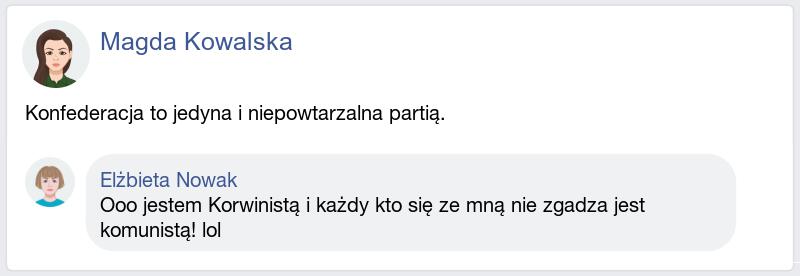 Magda Kowalska
Konfederacja to jedyna i niepowtarzalna partią.
Elżbieta Nowak
Ooo jestem Korwinistą i każdy kto się ze mną nie zgadza jest
komunistą! lol